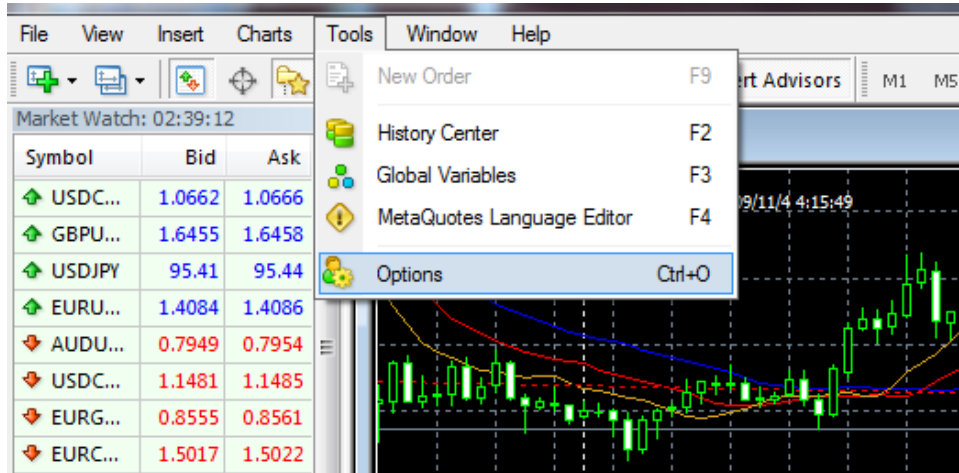 File View Insert Charts Tools Window Help
New Order F9
rt Advisors M1 M5
Market Watch: 02:39:12
History Center F2
Symbol Bid Ask
Global Variables F3
USDC... 1.0662 1.0666
9/11/4 4:15:49
MetaQuotes Language Editor F4
GBPU... 1.6455 1.6458
USDJPY 95.41 95.44
Options Ctrl+O
EURU... 1.4084 1.4086
AUDU... 0.7949 0.7954
USDC... 1.1481 1.1485
EURG... 0.8555 0.8561
EURC... 1.5017 1.5022